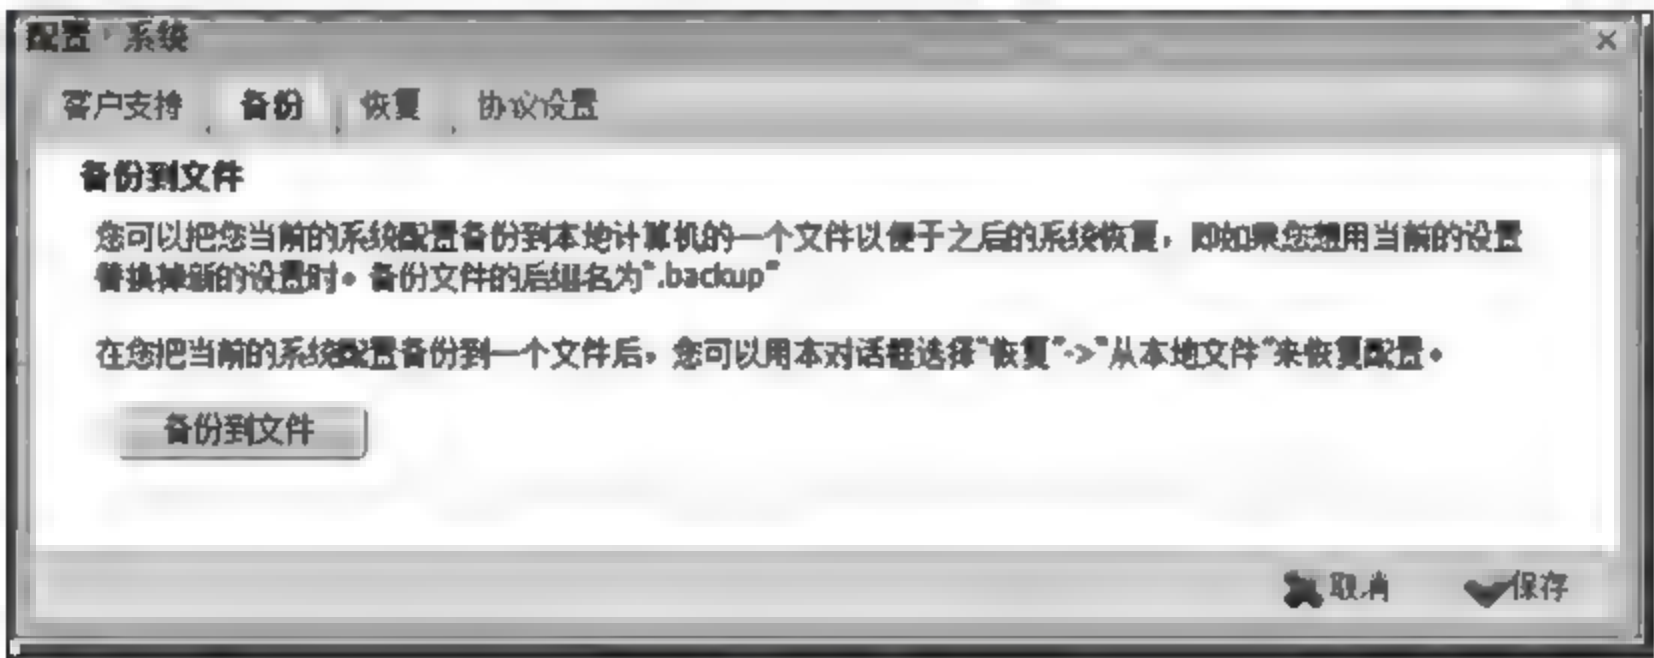 配置 系统
客户支持 备份 恢复 协议设置
备份到文件
您可以把您当前的系统配置备份到本地计算机的一个文件以便于之后的系统恢复，即如果您想用当前的设置
替换掉新的设置时。备份文件的后缀名为".backup"
在您把当前的系统配置备份到一个文件后，您可以用本对话框选择"恢复"->"从本地文件"来恢复配置。
备份到文件
取消 保存